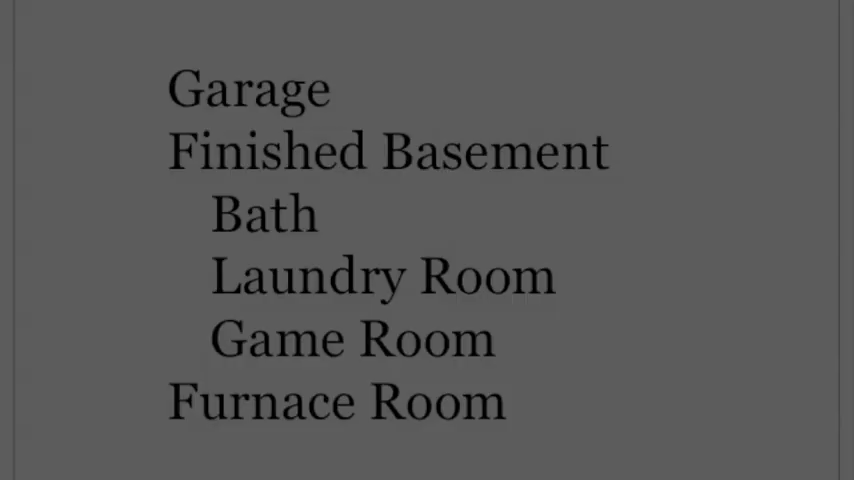 Garage
Finished Basement
Bath
Laundry Room
Game Room
Furnace Room